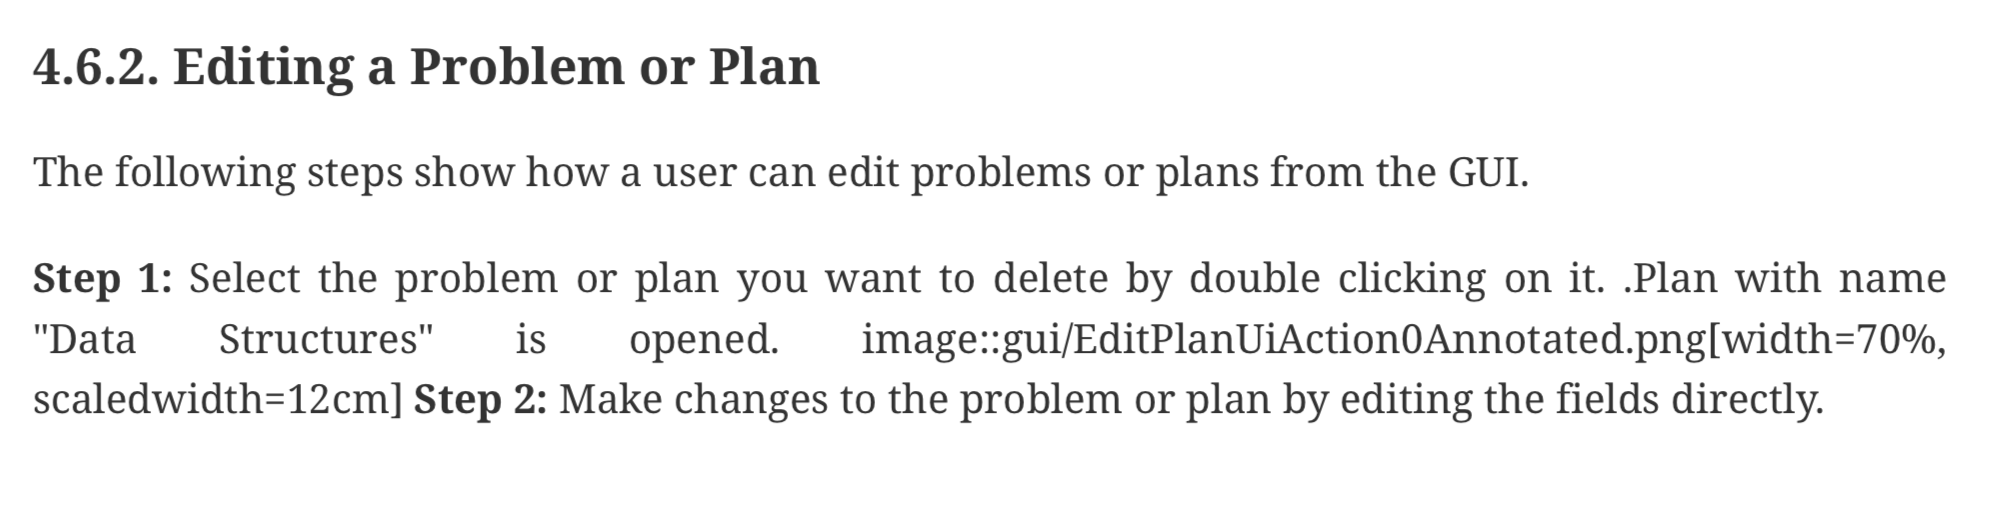 4.6.2. Editing a Problem or Plan
The following steps show how a user can edit problems or plans from the GUI.
Step 1: Select the problem or plan you want to delete by double clicking on it. .Plan with name
"Data Structures" is opened. image::gui/EditPlanUiAction0Annotated.png[width=70%,
scaledwidth=12cm] Step 2: Make changes to the problem or plan by editing the fields directly.